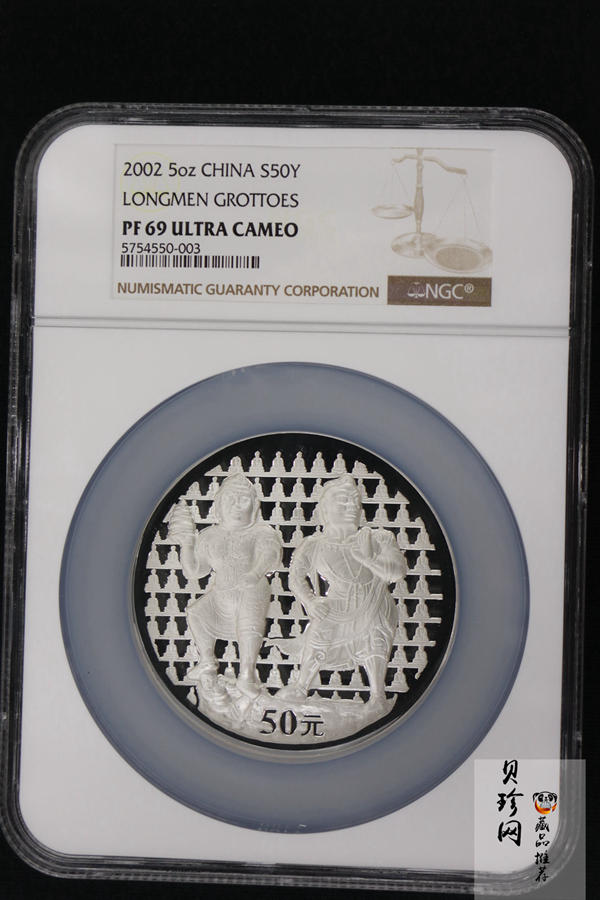 2002 5oz CHINA S50Y
LONGMEN GROTTOES
PF 69 ULTRA CAMEO
5754550-003
NUMISMATIC GUARANTY CORPORATION
NGC®
50元
贝珍网
藏品推荐